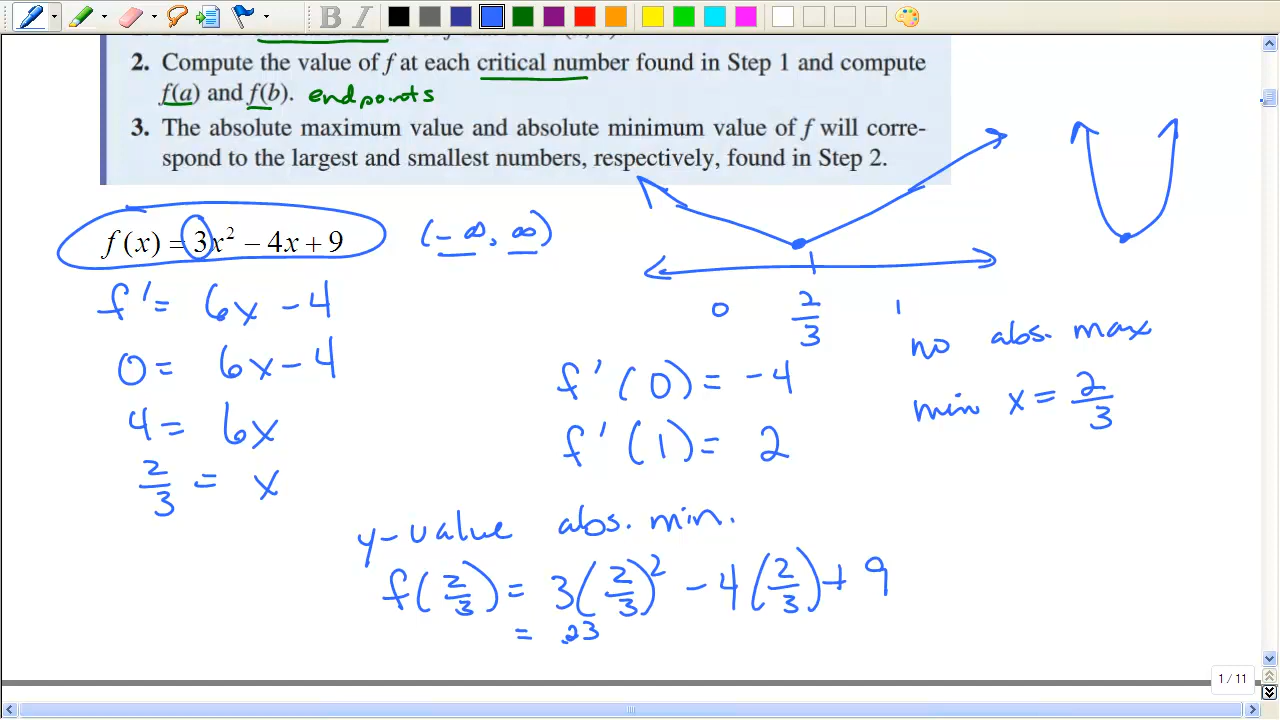 B I
2. Compute the value of f at each critical number found in Step 1 and compute
f(a) and f(b). endpoints
3. The absolute maximum value and absolute minimum value of f will corre-
spond to the largest and smallest numbers, respectively, found in Step 2.
f(x) = 3x² − 4x + 9 (-∞, ∞)
f' = 6x - 4
0 = 6x - 4
4 = 6x
2/3 = x
0 2/3 1
f'(0) = -4
f'(1) = 2
no abs. max
min x = 2/3
y-value abs. min.
f(2/3) = 3(2/3)² - 4(2/3) + 9
= 23
1 / 11